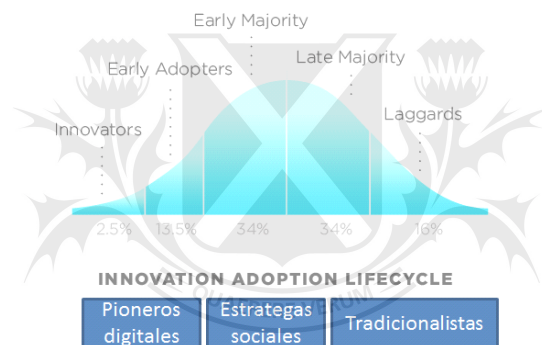 Early Majority
Late Majority
Early Adopters
Laggards
Innovators
2.5% 13.5% 34% 34% 16%
INNOVATION ADOPTION LIFECYCLE
VERUM
Pioneros
digitales
Estrategas
sociales
Tradicionalistas